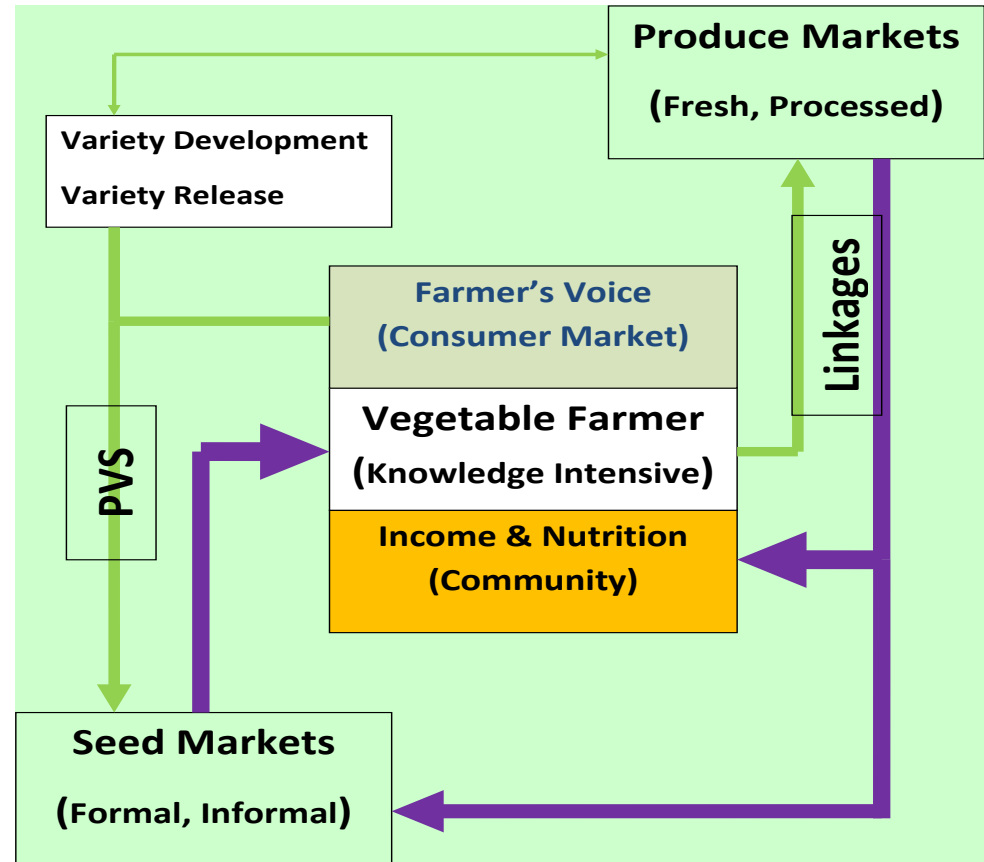 Produce Markets
(Fresh, Processed)
Variety Development
Variety Release
Farmer’s Voice
(Consumer Market)
Linkages
Vegetable Farmer
(Knowledge Intensive)
PVS
Income & Nutrition
(Community)
Seed Markets
(Formal, Informal)